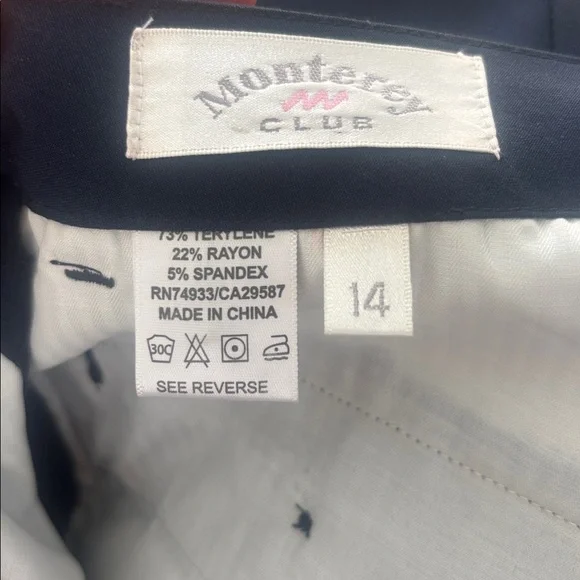 Monterey
CLUB
73% TERYLENE
22% RAYON
5% SPANDEX
RN74933/CA29587
MADE IN CHINA
30C
SEE REVERSE
14